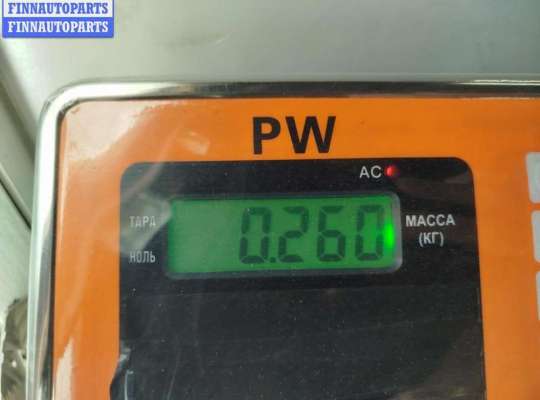 FINNAUTOPARTS
FINNAUTOPARTS
PW
AC
ТАРА
0.260
МАССА
(КГ)
НОЛЬ